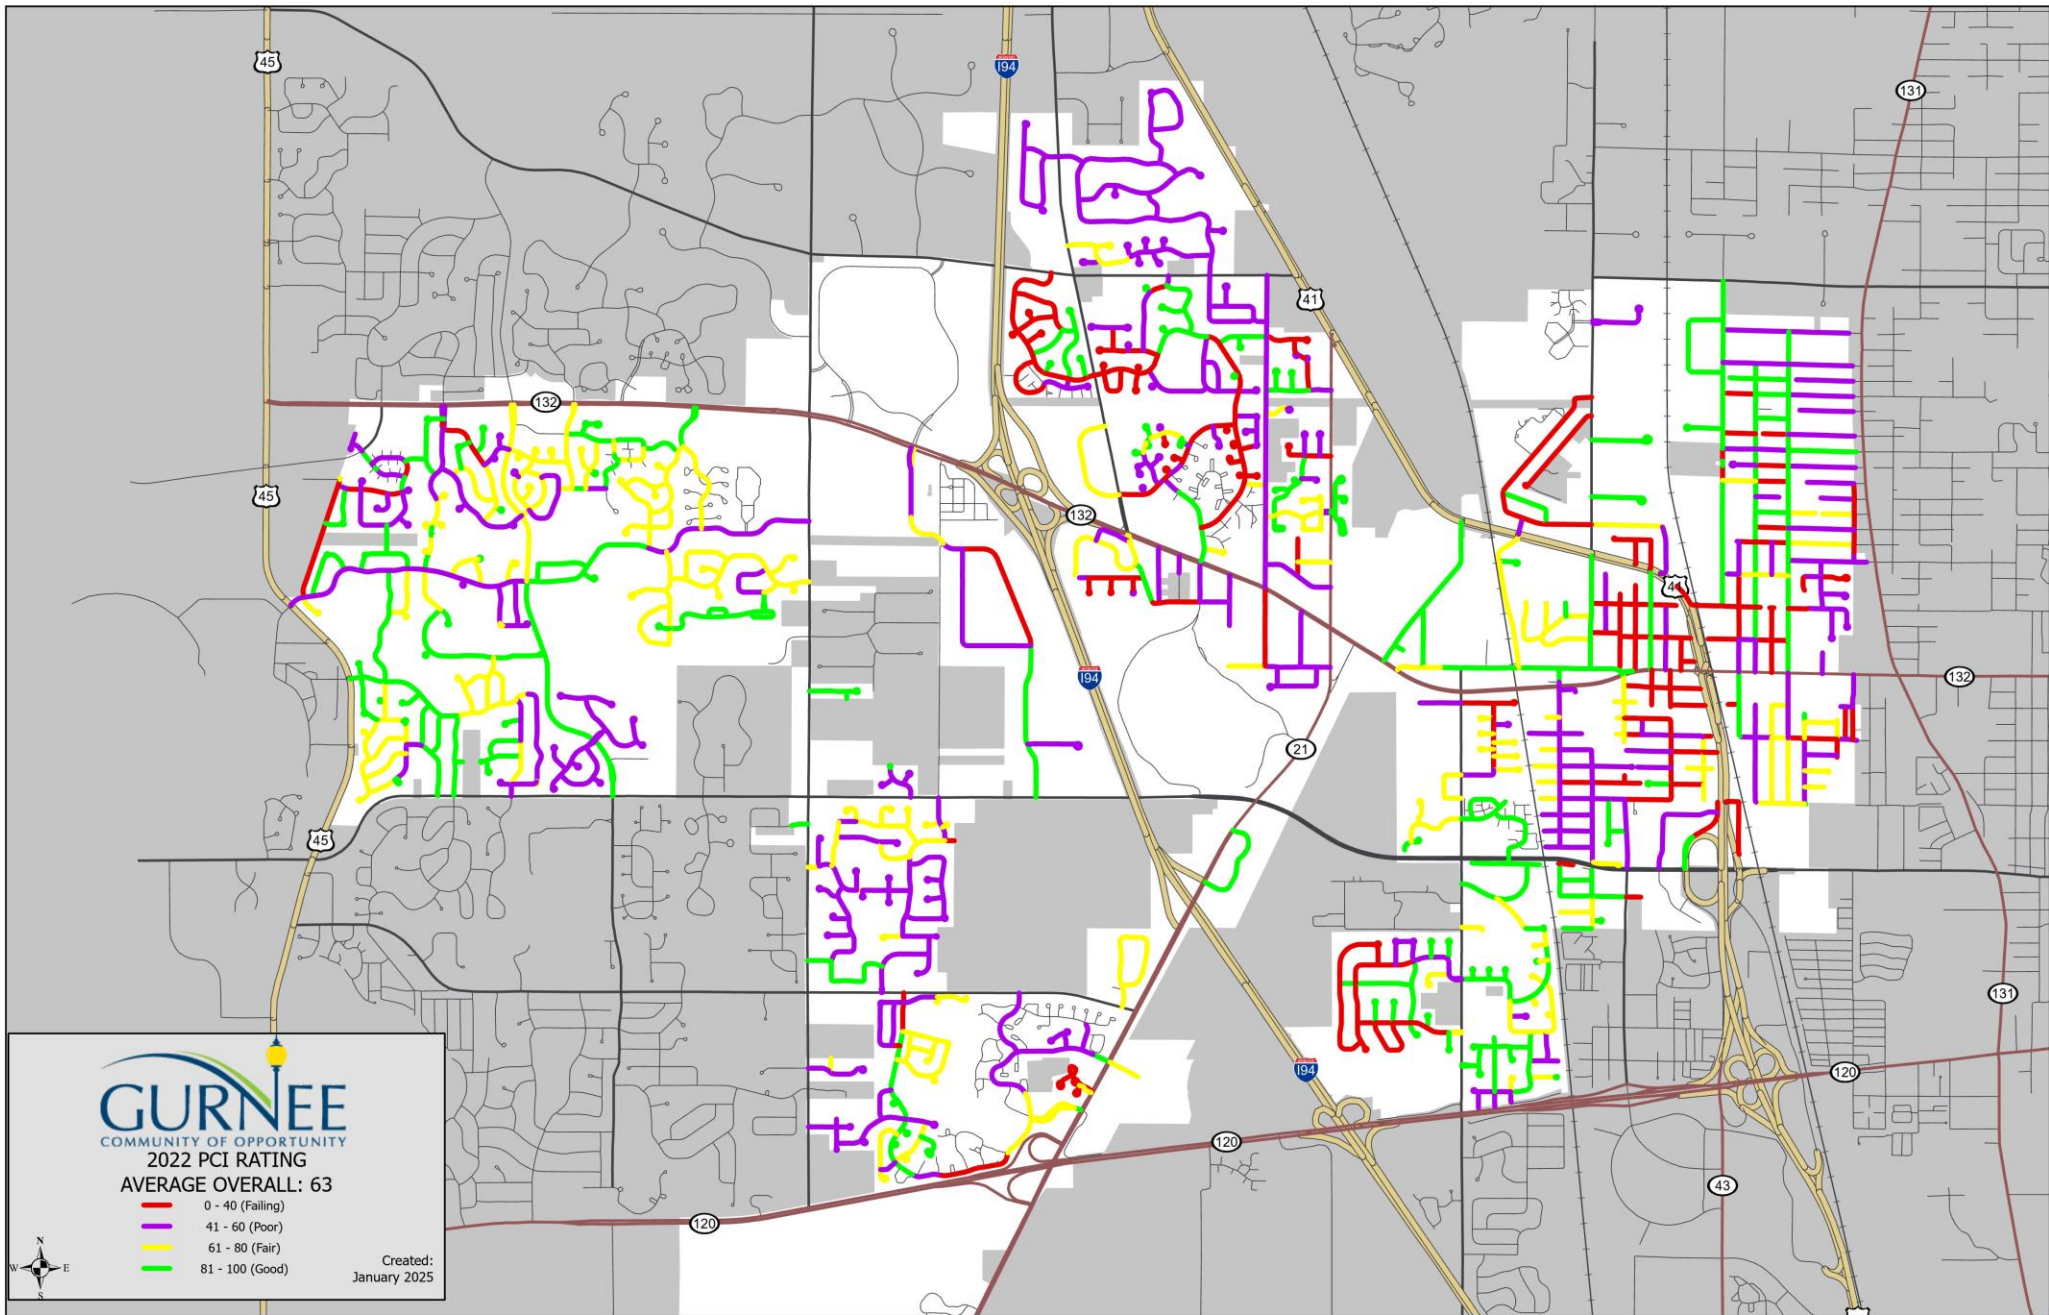 45
I94
131
41
132
45
45
132
132
41
I94
132
21
45
131
I94
120
120
120
43
GURNEE
COMMUNITY OF OPPORTUNITY
2022 PCI RATING
AVERAGE OVERALL: 63
0 - 40 (Failing)
41 - 60 (Poor)
61 - 80 (Fair)
81 - 100 (Good)
Created:
January 2025
N
W E
S